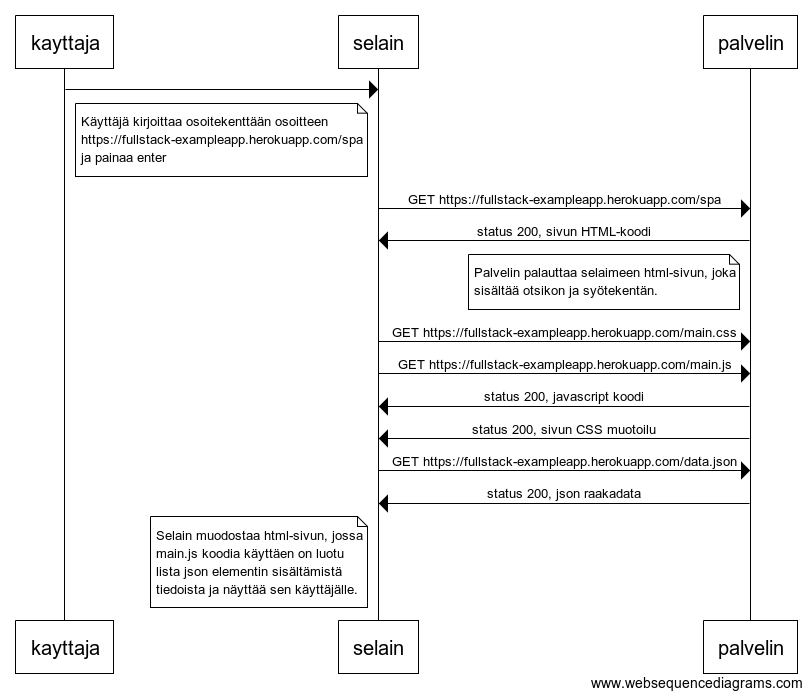 kayttaja
selain
palvelin
Käyttäjä kirjoittaa osoitekenttään osoitteen
https://fullstack-exampleapp.herokuapp.com/spa
ja painaa enter
GET https://fullstack-exampleapp.herokuapp.com/spa
status 200, sivun HTML-koodi
Palvelin palauttaa selaimeen html-sivun, joka
sisältää otsikon ja syötekentän.
GET https://fullstack-exampleapp.herokuapp.com/main.css
GET https://fullstack-exampleapp.herokuapp.com/main.js
status 200, javascript koodi
status 200, sivun CSS muotoilu
GET https://fullstack-exampleapp.herokuapp.com/data.json
status 200, json raakadata
Selain muodostaa html-sivun, jossa
main.js koodia käyttäen on luotu
lista json elementin sisältämistä
tiedoista ja näyttää sen käyttäjälle.
kayttaja
selain
palvelin
www.websequencediagrams.com